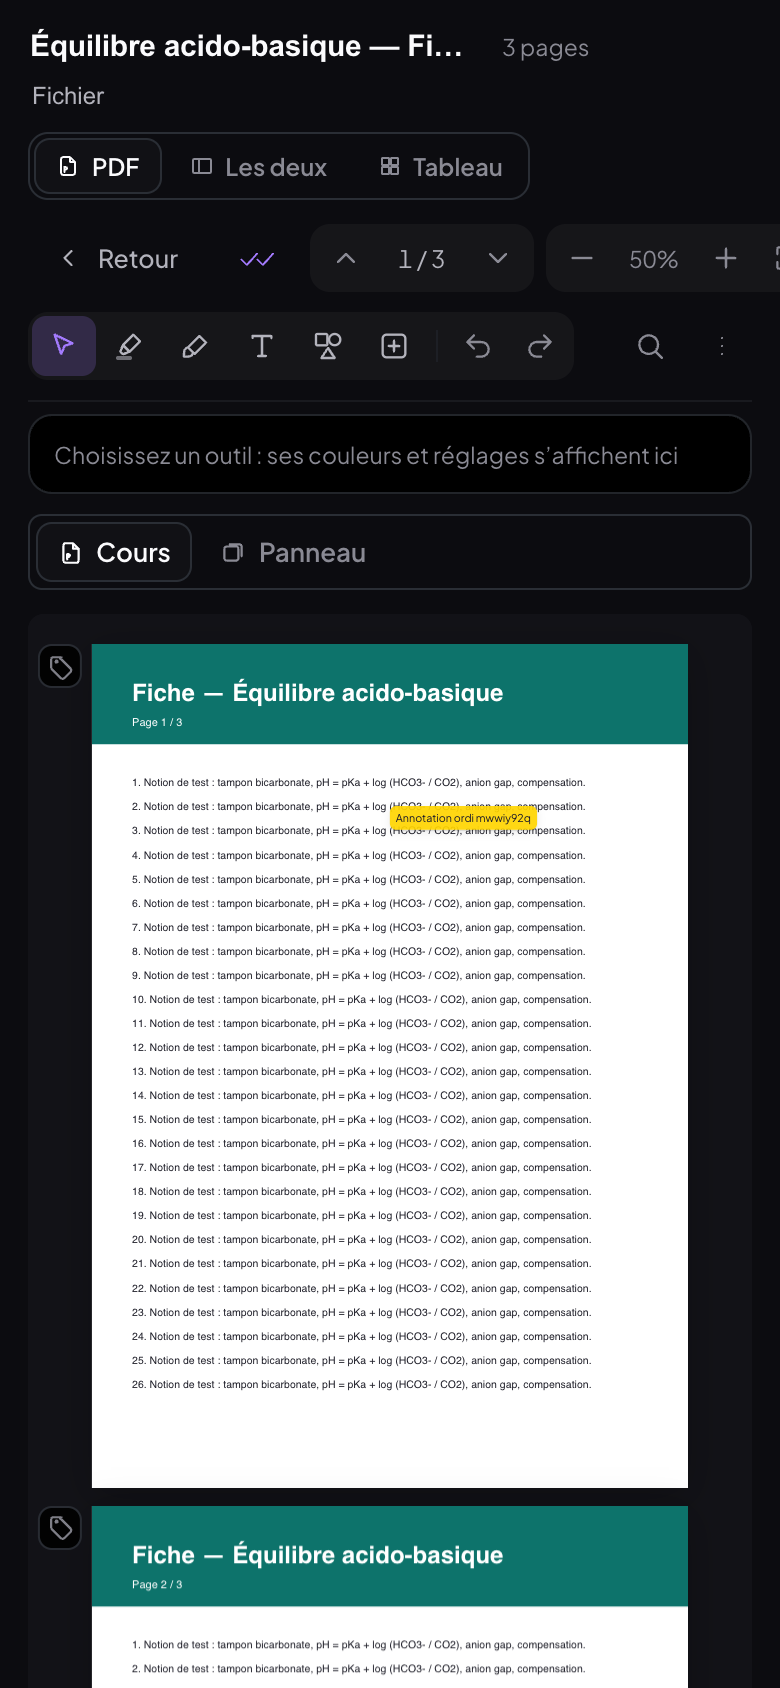 Équilibre acido-basique — Fi...
3 pages
Fichier
PDF
Les deux
Tableau
Retour
1 / 3
50%
Choisissez un outil : ses couleurs et réglages s’affichent ici
Cours
Panneau
Fiche — Équilibre acido-basique
Page 1 / 3
1. Notion de test : tampon bicarbonate, pH = pKa + log (HCO3- / CO2), anion gap, compensation.
2. Notion de test : tampon bicarbonate, pH = pKa + log (HCO3- / CO2), anion gap, compensation.
Annotation ordi mwwiy92q
3. Notion de test : tampon bicarbonate, pH = pKa + log (HCO3- / CO2), anion gap, compensation.
4. Notion de test : tampon bicarbonate, pH = pKa + log (HCO3- / CO2), anion gap, compensation.
5. Notion de test : tampon bicarbonate, pH = pKa + log (HCO3- / CO2), anion gap, compensation.
6. Notion de test : tampon bicarbonate, pH = pKa + log (HCO3- / CO2), anion gap, compensation.
7. Notion de test : tampon bicarbonate, pH = pKa + log (HCO3- / CO2), anion gap, compensation.
8. Notion de test : tampon bicarbonate, pH = pKa + log (HCO3- / CO2), anion gap, compensation.
9. Notion de test : tampon bicarbonate, pH = pKa + log (HCO3- / CO2), anion gap, compensation.
10. Notion de test : tampon bicarbonate, pH = pKa + log (HCO3- / CO2), anion gap, compensation.
11. Notion de test : tampon bicarbonate, pH = pKa + log (HCO3- / CO2), anion gap, compensation.
12. Notion de test : tampon bicarbonate, pH = pKa + log (HCO3- / CO2), anion gap, compensation.
13. Notion de test : tampon bicarbonate, pH = pKa + log (HCO3- / CO2), anion gap, compensation.
14. Notion de test : tampon bicarbonate, pH = pKa + log (HCO3- / CO2), anion gap, compensation.
15. Notion de test : tampon bicarbonate, pH = pKa + log (HCO3- / CO2), anion gap, compensation.
16. Notion de test : tampon bicarbonate, pH = pKa + log (HCO3- / CO2), anion gap, compensation.
17. Notion de test : tampon bicarbonate, pH = pKa + log (HCO3- / CO2), anion gap, compensation.
18. Notion de test : tampon bicarbonate, pH = pKa + log (HCO3- / CO2), anion gap, compensation.
19. Notion de test : tampon bicarbonate, pH = pKa + log (HCO3- / CO2), anion gap, compensation.
20. Notion de test : tampon bicarbonate, pH = pKa + log (HCO3- / CO2), anion gap, compensation.
21. Notion de test : tampon bicarbonate, pH = pKa + log (HCO3- / CO2), anion gap, compensation.
22. Notion de test : tampon bicarbonate, pH = pKa + log (HCO3- / CO2), anion gap, compensation.
23. Notion de test : tampon bicarbonate, pH = pKa + log (HCO3- / CO2), anion gap, compensation.
24. Notion de test : tampon bicarbonate, pH = pKa + log (HCO3- / CO2), anion gap, compensation.
25. Notion de test : tampon bicarbonate, pH = pKa + log (HCO3- / CO2), anion gap, compensation.
26. Notion de test : tampon bicarbonate, pH = pKa + log (HCO3- / CO2), anion gap, compensation.
Fiche — Équilibre acido-basique
Page 2 / 3
1. Notion de test : tampon bicarbonate, pH = pKa + log (HCO3- / CO2), anion gap, compensation.
2. Notion de test : tampon bicarbonate, pH = pKa + log (HCO3- / CO2), anion gap, compensation.